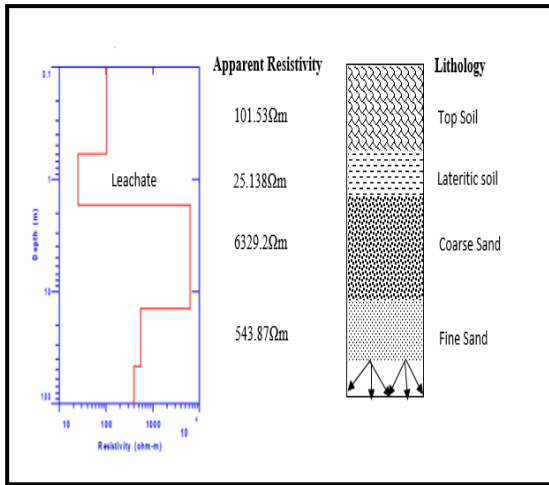 Apparent Resistivity
Lithology
0.1
101.53Ωm
Top Soil
1
Leachate
25.138Ωm
Lateritic soil
Depth (m)
6329.2Ωm
Coarse Sand
10
543.87Ωm
Fine Sand
100
10 100 1000 10 4
Resistivity (ohm-m)